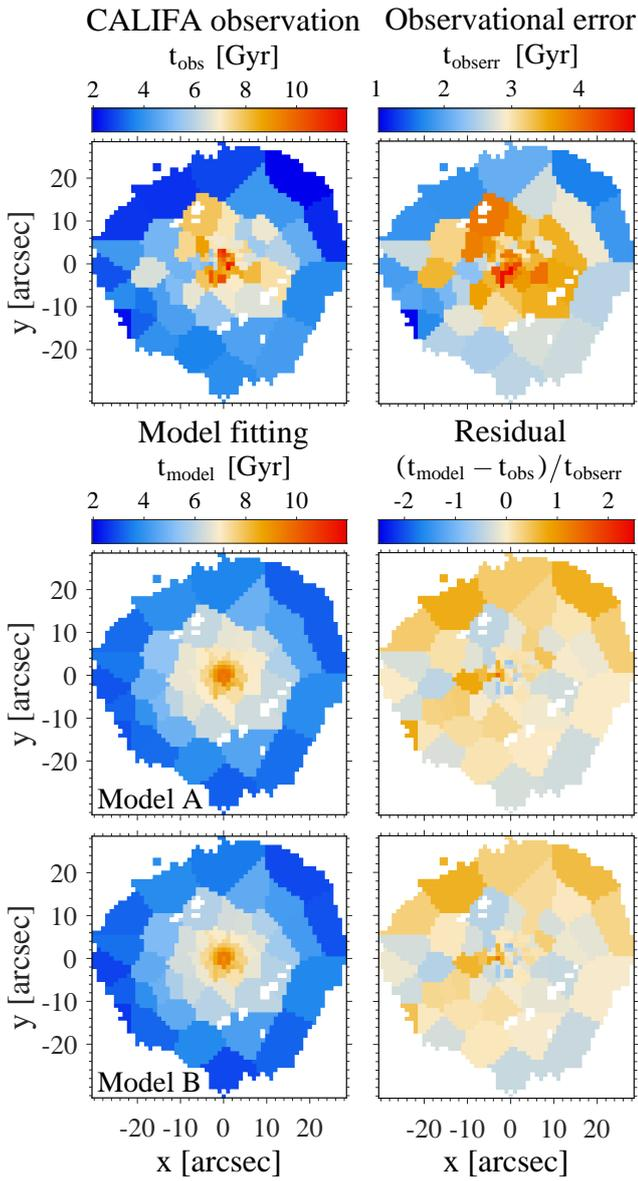 CALIFA observation Observational error
t_obs [Gyr] t_obserr [Gyr]
2 4 6 8 10 1 2 3 4
20
10
0
-10
-20
y [arcsec]
Model fitting Residual
t_model [Gyr] (t_model − t_obs)/t_obserr
2 4 6 8 10 -2 -1 0 1 2
20
10
0
-10
-20
y [arcsec]
Model A
20
10
0
-10
-20
y [arcsec]
Model B
-20 -10 0 10 20 -20 -10 0 10 20
x [arcsec] x [arcsec]